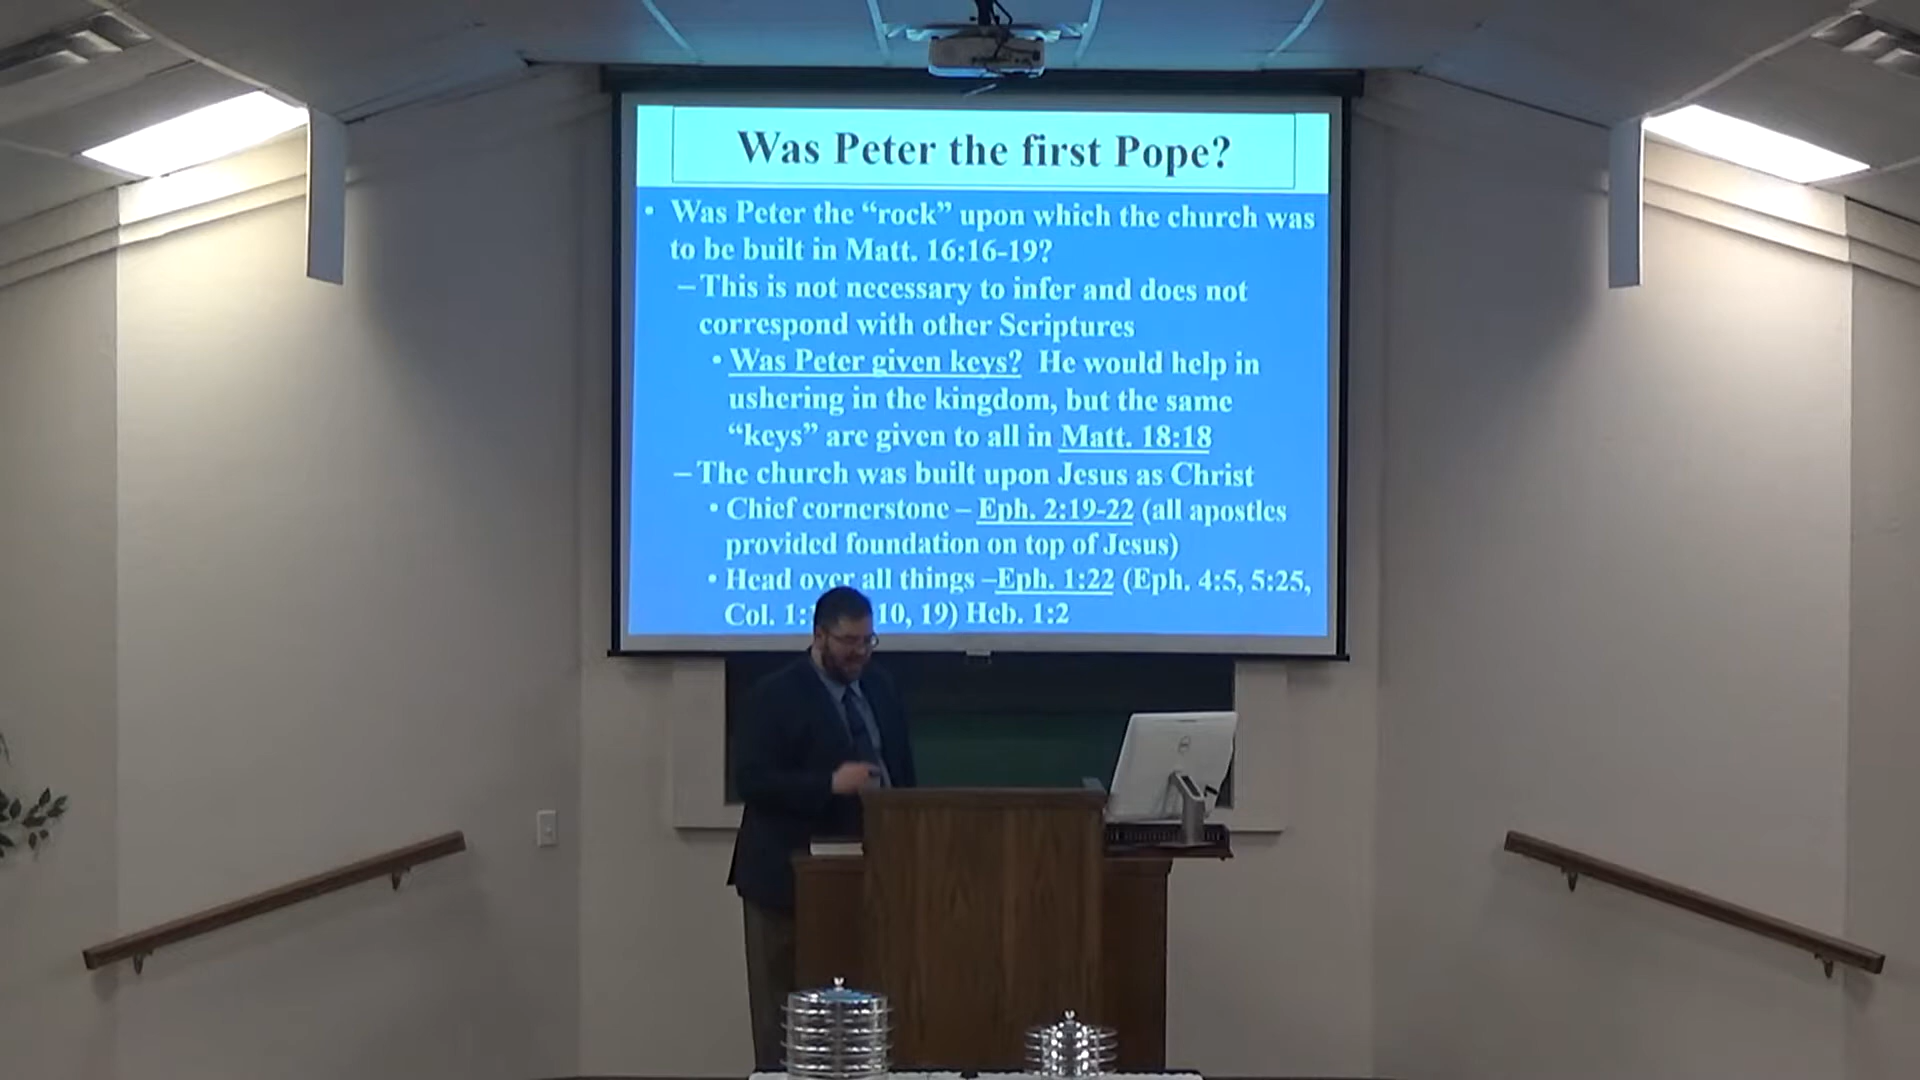 Was Peter the first Pope?
• Was Peter the “rock” upon which the church was
to be built in Matt. 16:16-19?
– This is not necessary to infer and does not
correspond with other Scriptures
• Was Peter given keys? He would help in
ushering in the kingdom, but the same
“keys” are given to all in Matt. 18:18
– The church was built upon Jesus as Christ
• Chief cornerstone – Eph. 2:19-22 (all apostles
provided foundation on top of Jesus)
• Head over all things –Eph. 1:22 (Eph. 4:5, 5:25,
Col. 1: 10, 19) Heb. 1:2